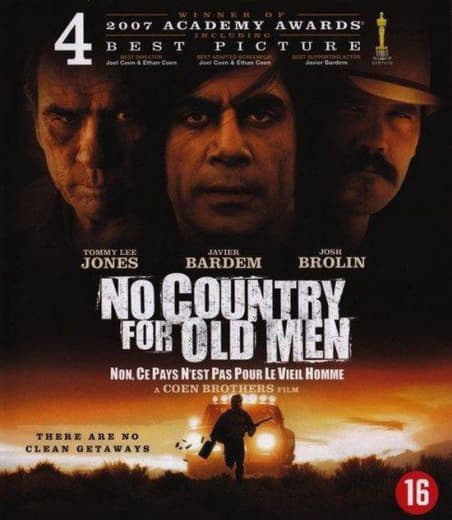 4
WINNER OF
2007 ACADEMY AWARDS®
INCLUDING
BEST PICTURE
BEST DIRECTOR
Joel Coen & Ethan Coen
BEST ADAPTED SCREENPLAY
Joel Coen & Ethan Coen
BEST SUPPORTING ACTOR
Javier Bardem
TOMMY LEE
JONES
JAVIER
BARDEM
JOSH
BROLIN
NO COUNTRY
FOR OLD MEN
NON, CE PAYS N'EST PAS POUR LE VIEIL HOMME
A COEN BROTHERS FILM
THERE ARE NO
CLEAN GETAWAYS
16